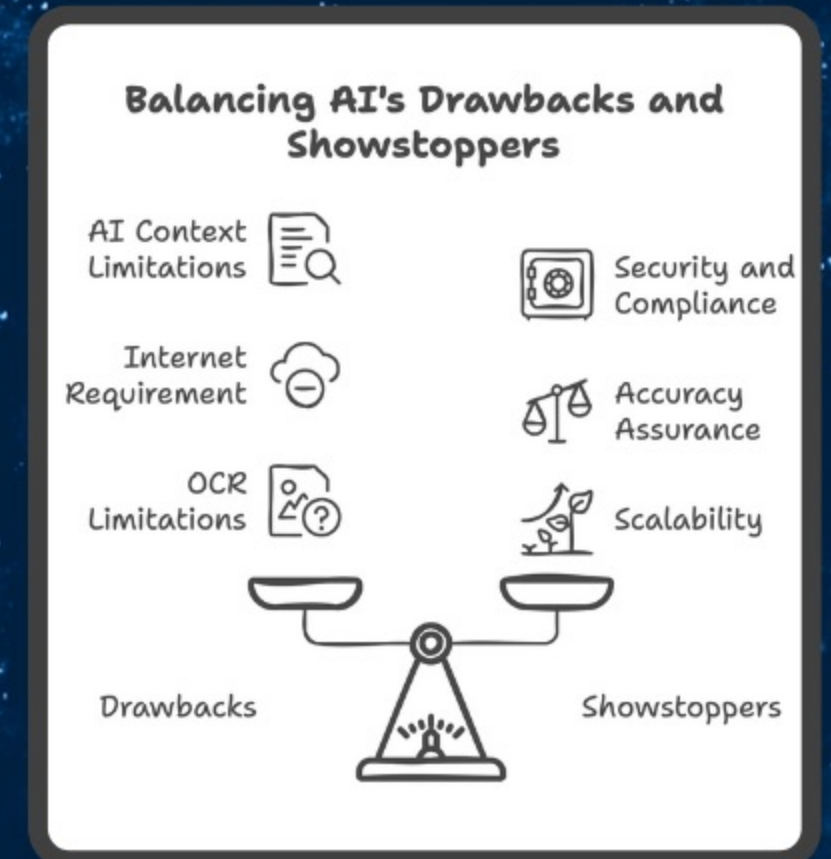 Balancing AI's Drawbacks and
Showstoppers
AI Context
Limitations
Internet
Requirement
OCR
Limitations
Security and
Compliance
Accuracy
Assurance
Scalability
Drawbacks
Showstoppers